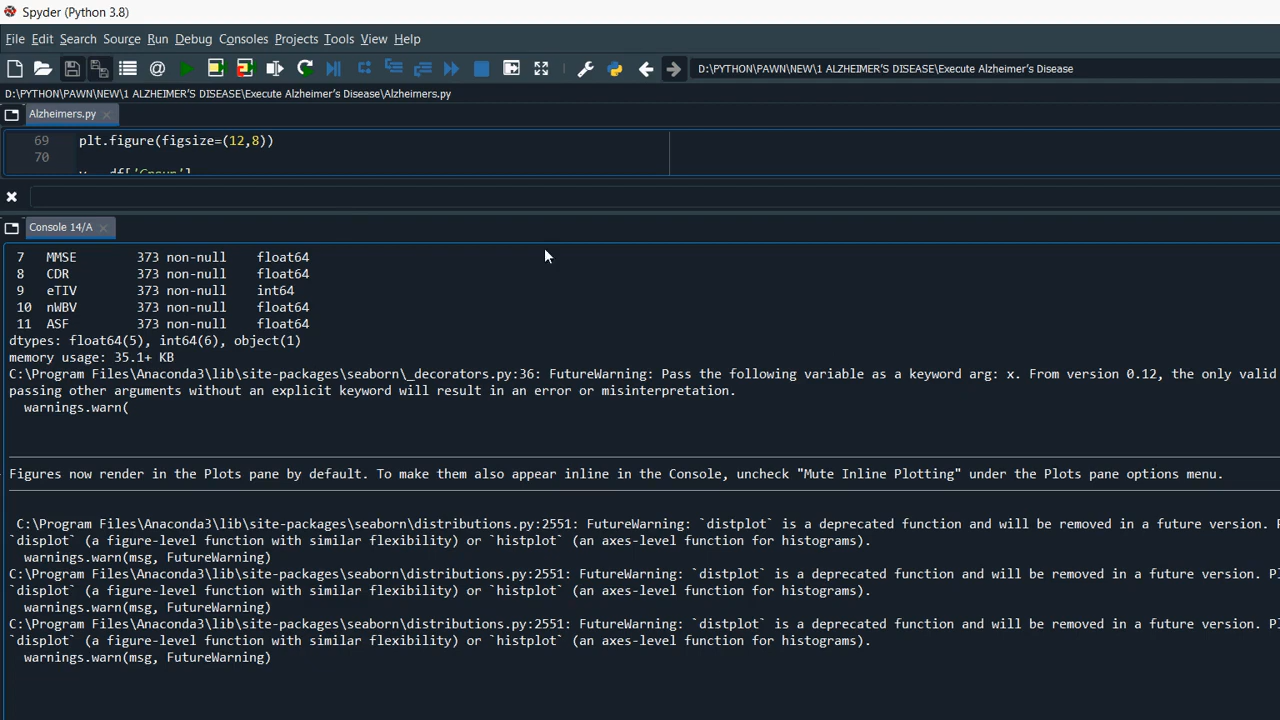 Spyder (Python 3.8)
File Edit Search Source Run Debug Consoles Projects Tools View Help
D:\PYTHON\PAWN\NEW\1 ALZHEIMER'S DISEASE\Execute Alzheimer's Disease
D:\PYTHON\PAWN\NEW\1 ALZHEIMER'S DISEASE\Execute Alzheimer's Disease\Alzheimers.py
Alzheimers.py
69 plt.figure(figsize=(12,8))
70
Console 14/A
7 MMSE 373 non-null float64
8 CDR 373 non-null float64
9 eTIV 373 non-null int64
10 nWBV 373 non-null float64
11 ASF 373 non-null float64
dtypes: float64(5), int64(6), object(1)
memory usage: 35.1+ KB
C:\Program Files\Anaconda3\lib\site-packages\seaborn\_decorators.py:36: FutureWarning: Pass the following variable as a keyword arg: x. From version 0.12, the only valid
passing other arguments without an explicit keyword will result in an error or misinterpretation.
warnings.warn(
Figures now render in the Plots pane by default. To make them also appear inline in the Console, uncheck "Mute Inline Plotting" under the Plots pane options menu.
C:\Program Files\Anaconda3\lib\site-packages\seaborn\distributions.py:2551: FutureWarning: `distplot` is a deprecated function and will be removed in a future version.
`displot` (a figure-level function with similar flexibility) or `histplot` (an axes-level function for histograms).
warnings.warn(msg, FutureWarning)
C:\Program Files\Anaconda3\lib\site-packages\seaborn\distributions.py:2551: FutureWarning: `distplot` is a deprecated function and will be removed in a future version.
`displot` (a figure-level function with similar flexibility) or `histplot` (an axes-level function for histograms).
warnings.warn(msg, FutureWarning)
C:\Program Files\Anaconda3\lib\site-packages\seaborn\distributions.py:2551: FutureWarning: `distplot` is a deprecated function and will be removed in a future version.
`displot` (a figure-level function with similar flexibility) or `histplot` (an axes-level function for histograms).
warnings.warn(msg, FutureWarning)